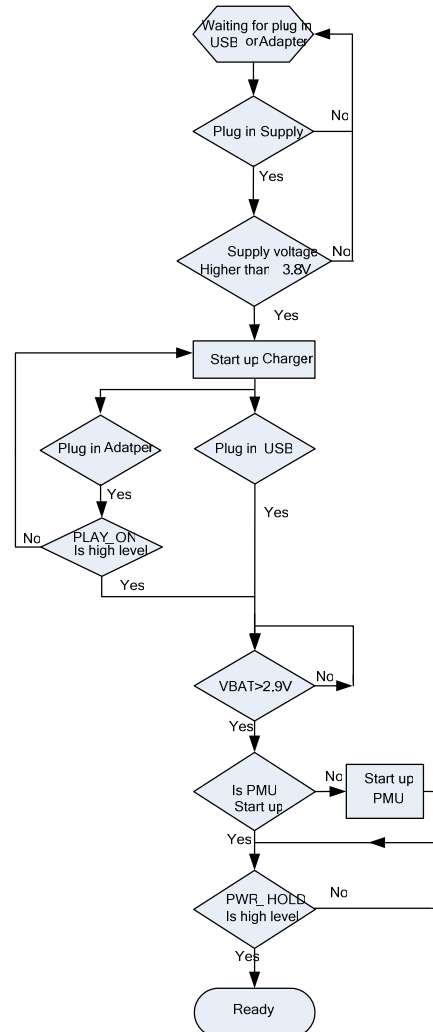 Waiting for plug in
USB or Adapter
No
Plug in Supply
Yes
Supply voltage
No
Higher than 3.8V
Yes
Start up Charger
Plug in Adatper
Plug in USB
Yes
Yes
PLAY_ON
No
Is high level
Yes
VBAT>2.9V
No
Yes
Is PMU
Start up
No
Start up
PMU
Yes
PWR_HOLD
No
Is high level
Yes
Ready